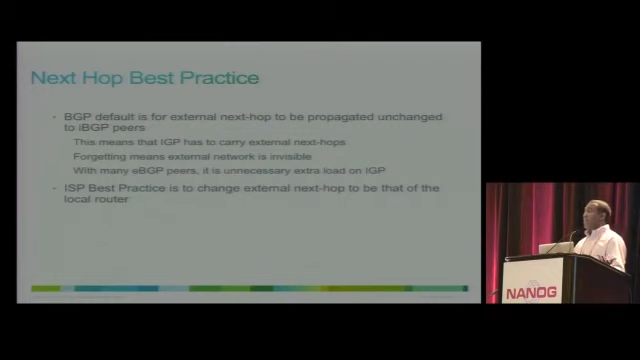 Next Hop Best Practice
BGP default is for external next-hop to be propagated unchanged
to iBGP peers
This means that IGP has to carry external next-hops
Forgetting means external network is invisible
With many eBGP peers, it is unnecessary extra load on IGP
ISP Best Practice is to change external next-hop to be that of the
local router
NANOG